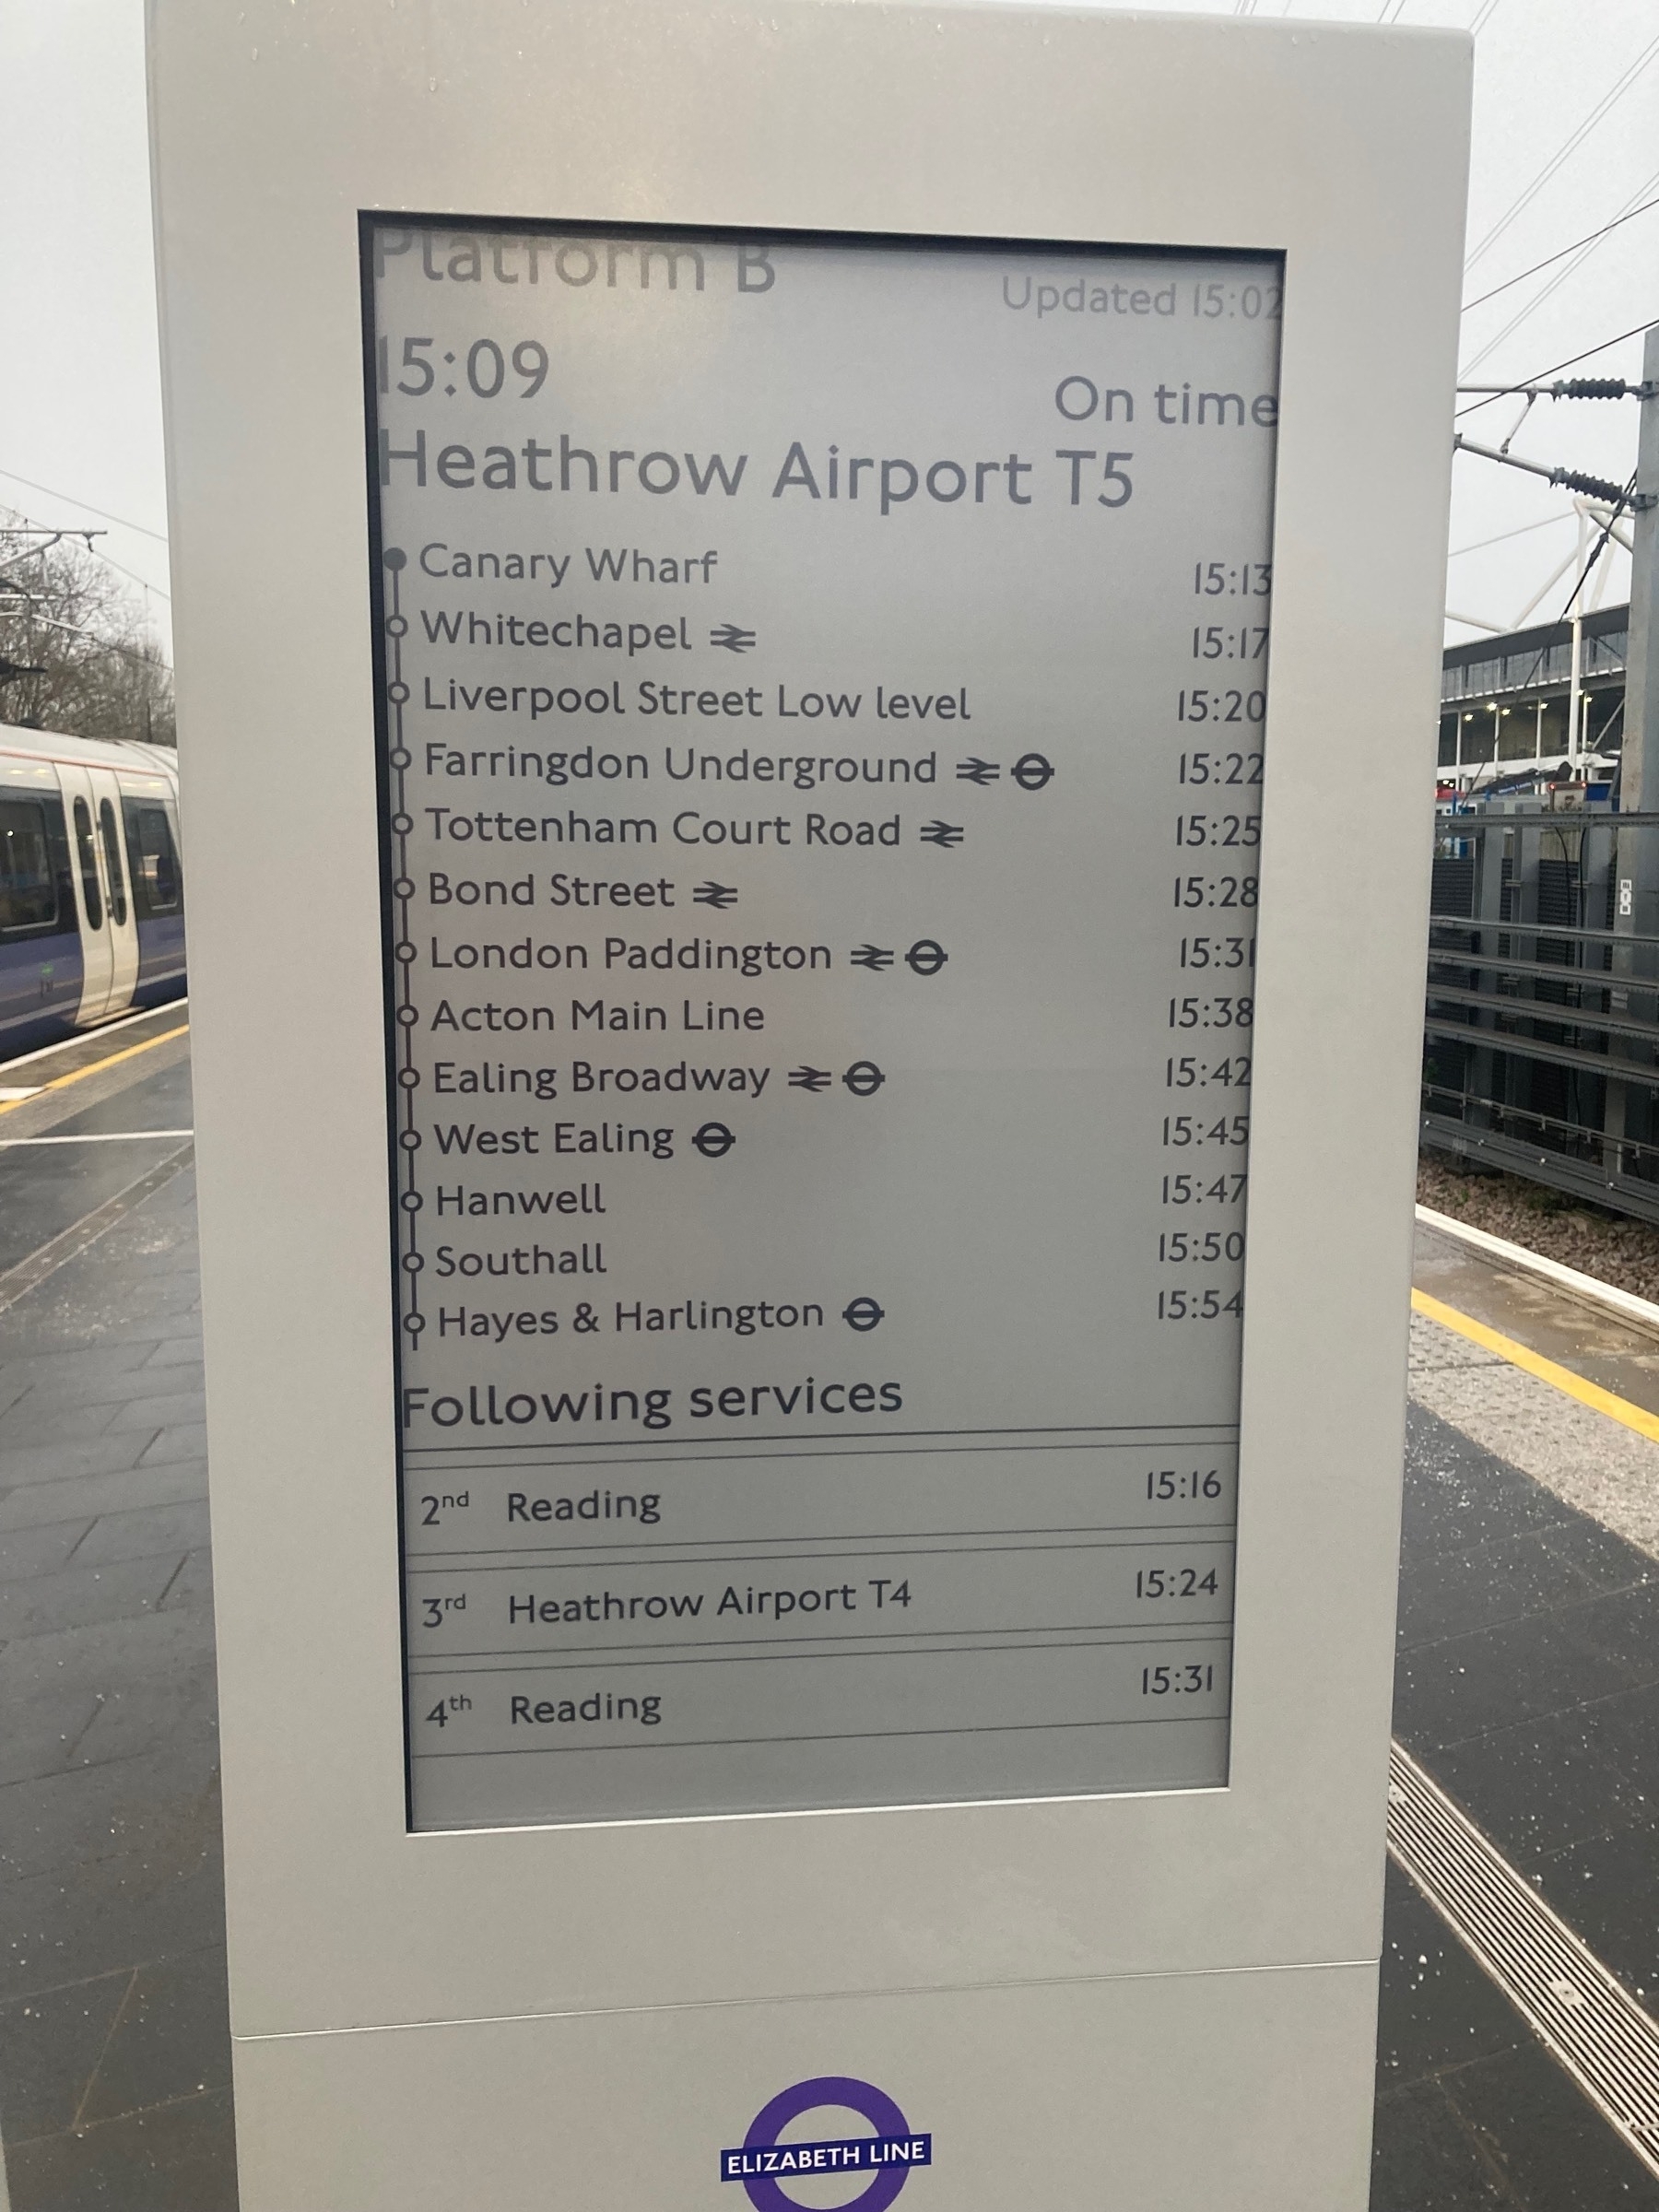 Platform B
Updated 15:02
15:09
On time
Heathrow Airport T5
Canary Wharf 15:13
Whitechapel 15:17
Liverpool Street Low level 15:20
Farringdon Underground 15:22
Tottenham Court Road 15:25
Bond Street 15:28
London Paddington 15:31
Acton Main Line 15:38
Ealing Broadway 15:42
West Ealing 15:45
Hanwell 15:47
Southall 15:50
Hayes & Harlington 15:54
Following services
2nd Reading 15:16
3rd Heathrow Airport T4 15:24
4th Reading 15:31
ELIZABETH LINE